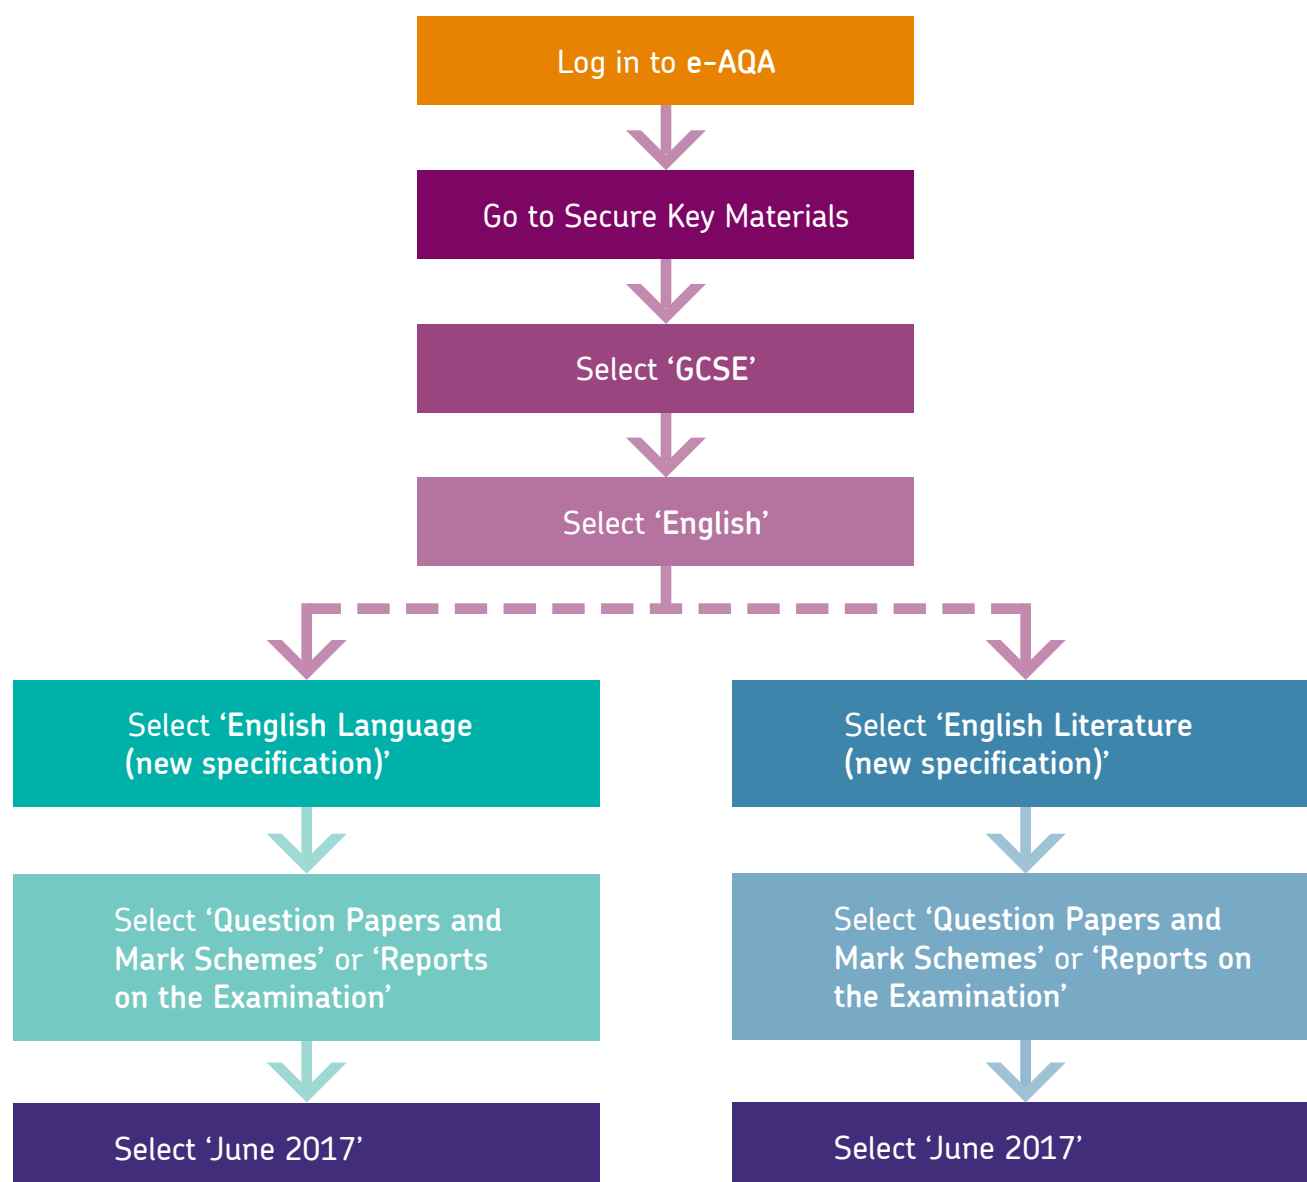 Log in to e-AQA
Go to Secure Key Materials
Select ‘GCSE’
Select ‘English’
Select ‘English Language
(new specification)’
Select ‘Question Papers and
Mark Schemes’ or ‘Reports
on the Examination’
Select ‘June 2017’
Select ‘English Literature
(new specification)’
Select ‘Question Papers and
Mark Schemes’ or ‘Reports on
the Examination’
Select ‘June 2017’